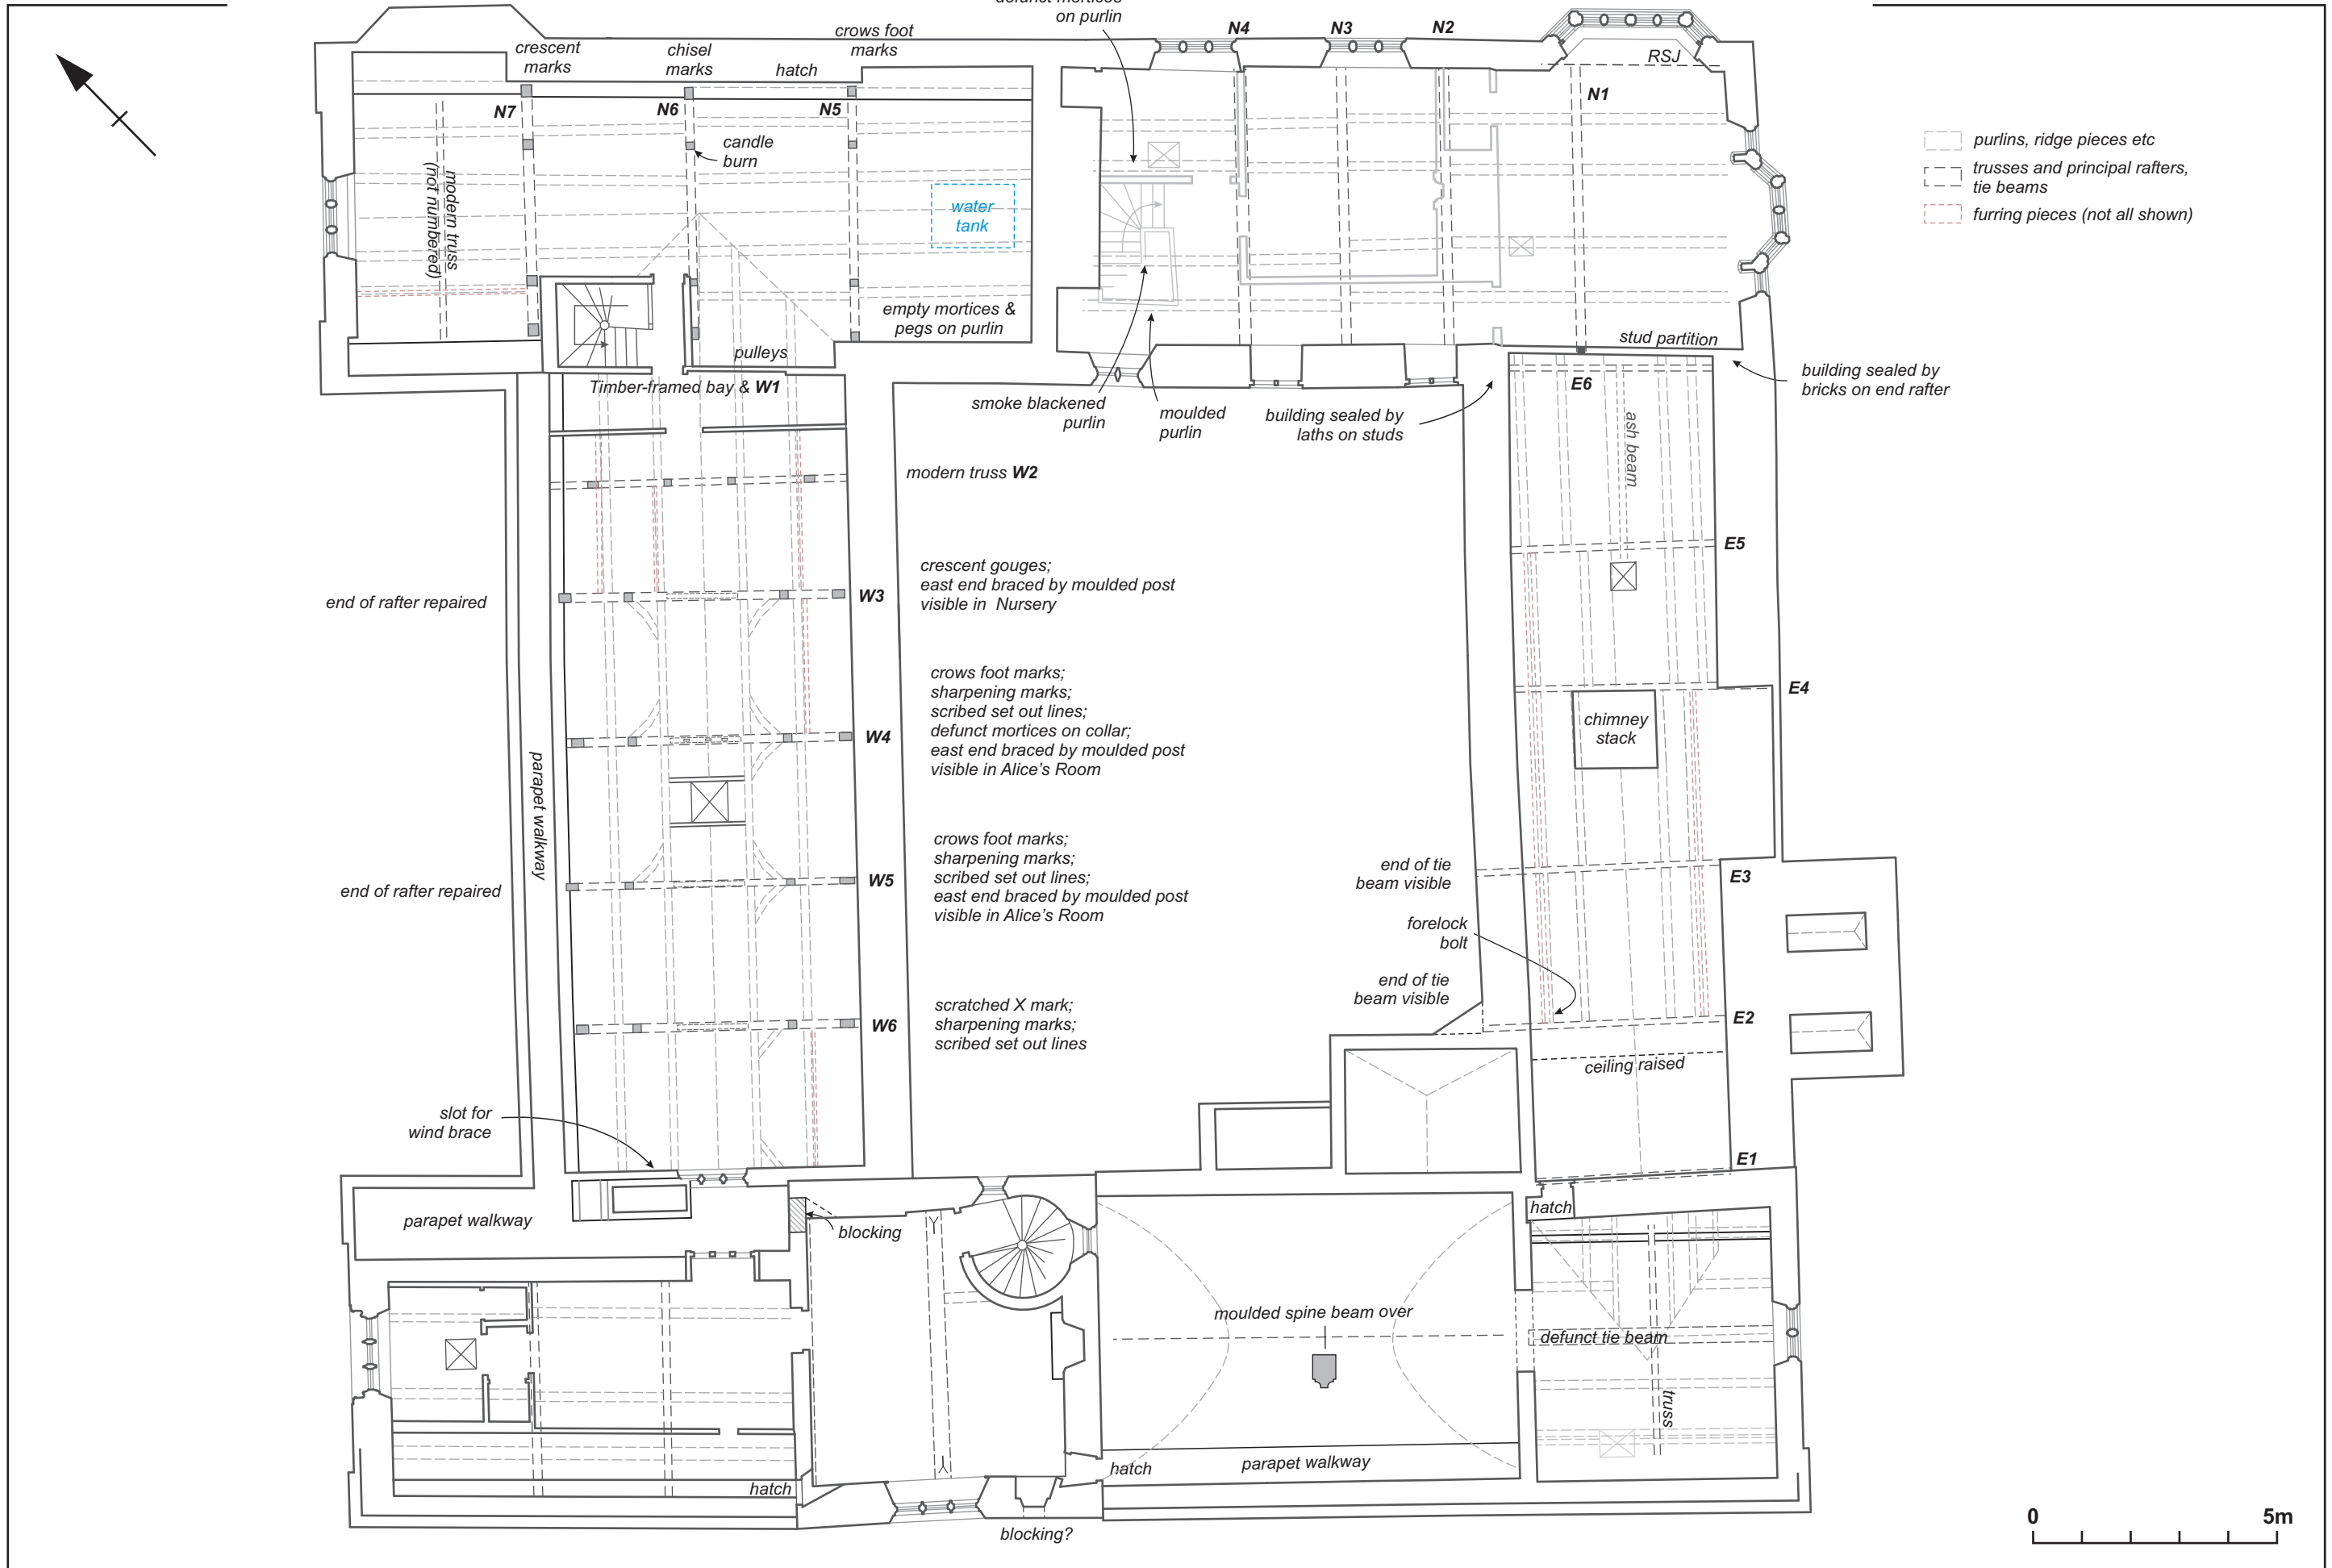 defunct mortices
on purlin
crows foot
marks
crescent
marks
chisel
marks
hatch
N4
N3
N2
RSJ
N7
N6
N5
N1
candle
burn
modern truss
(not numbered)
water
tank
purlins, ridge pieces etc
trusses and principal rafters,
tie beams
furring pieces (not all shown)
empty mortices &
pegs on purlin
pulleys
Timber-framed bay & W1
stud partition
smoke blackened
purlin
moulded
purlin
building sealed by
laths on studs
E6
building sealed by
bricks on end rafter
ash beam
modern truss W2
E5
end of rafter repaired
W3
crescent gouges;
east end braced by moulded post
visible in Nursery
crows foot marks;
sharpening marks;
scribed set out lines;
defunct mortices on collar;
east end braced by moulded post
visible in Alice's Room
W4
E4
chimney
stack
parapet walkway
crows foot marks;
sharpening marks;
scribed set out lines;
east end braced by moulded post
visible in Alice's Room
end of rafter repaired
W5
end of tie
beam visible
E3
forelock
bolt
end of tie
beam visible
scratched X mark;
sharpening marks;
scribed set out lines
W6
E2
ceiling raised
slot for
wind brace
E1
parapet walkway
blocking
hatch
moulded spine beam over
defunct tie beam
truss
hatch
parapet walkway
hatch
blocking?
0
5m